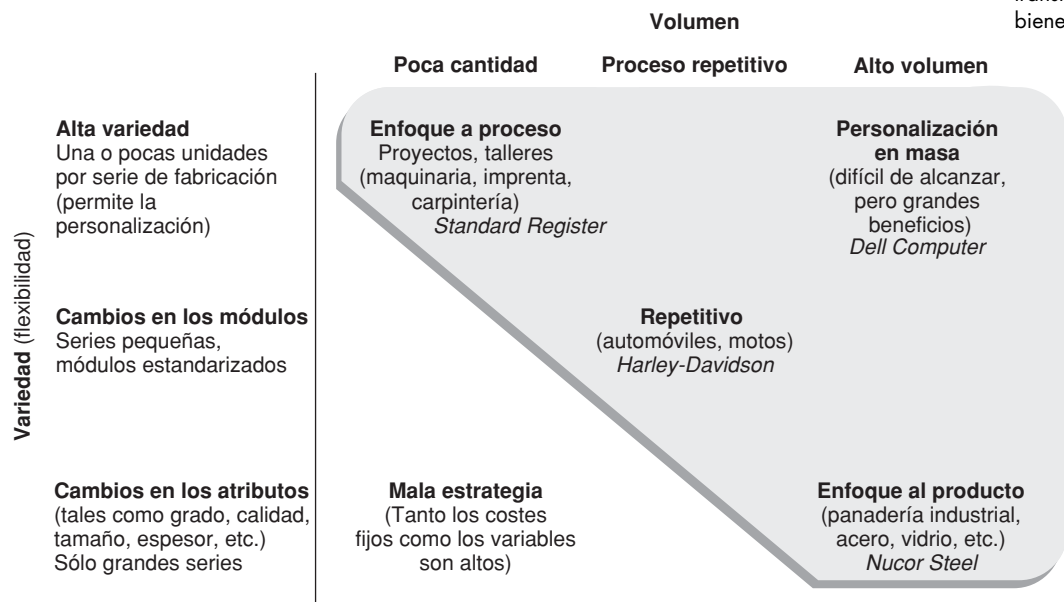 biene
Volumen
Poca cantidad
Proceso repetitivo
Alto volumen
Variedad (flexibilidad)
Alta variedad
Una o pocas unidades
por serie de fabricación
(permite la
personalización)
Enfoque a proceso
Proyectos, talleres
(maquinaria, imprenta,
carpintería)
Standard Register
Personalización
en masa
(difícil de alcanzar,
pero grandes
beneficios)
Dell Computer
Cambios en los módulos
Series pequeñas,
módulos estandarizados
Repetitivo
(automóviles, motos)
Harley-Davidson
Cambios en los atributos
(tales como grado, calidad,
tamaño, espesor, etc.)
Sólo grandes series
Mala estrategia
(Tanto los costes
fijos como los variables
son altos)
Enfoque al producto
(panadería industrial,
acero, vidrio, etc.)
Nucor Steel